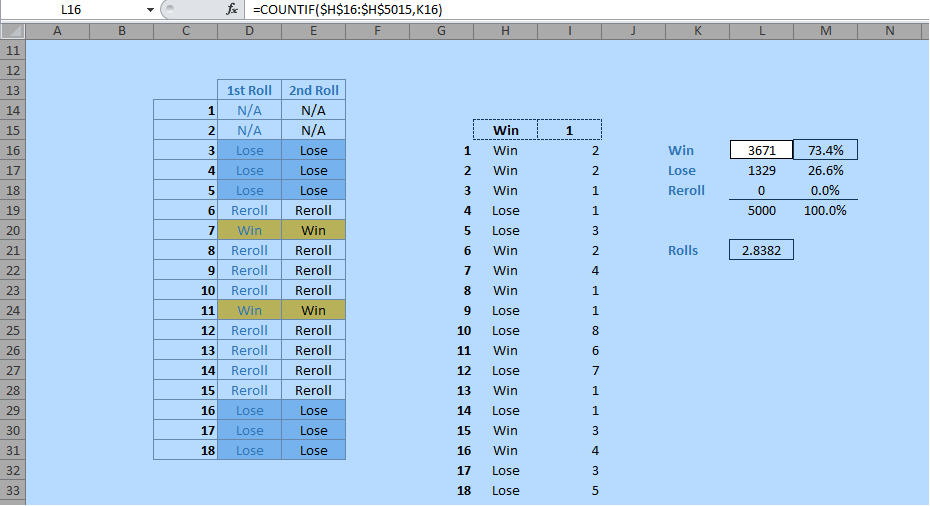 L16 fx =COUNTIF($H$16:$H$5015,K16)
A B C D E F G H I J K L M N
11
12
13 1st Roll 2nd Roll
14 1 N/A N/A
15 2 N/A N/A Win 1
16 3 Lose Lose 1 Win 2 Win 3671 73.4%
17 4 Lose Lose 2 Win 2 Lose 1329 26.6%
18 5 Lose Lose 3 Win 1 Reroll 0 0.0%
19 6 Reroll Reroll 4 Lose 1 5000 100.0%
20 7 Win Win 5 Lose 3
21 8 Reroll Reroll 6 Win 2 Rolls 2.8382
22 9 Reroll Reroll 7 Win 4
23 10 Reroll Reroll 8 Win 1
24 11 Win Win 9 Lose 1
25 12 Reroll Reroll 10 Lose 8
26 13 Reroll Reroll 11 Win 6
27 14 Reroll Reroll 12 Lose 7
28 15 Reroll Reroll 13 Win 1
29 16 Lose Lose 14 Lose 1
30 17 Lose Lose 15 Win 3
31 18 Lose Lose 16 Win 4
32 17 Lose 3
33 18 Lose 5